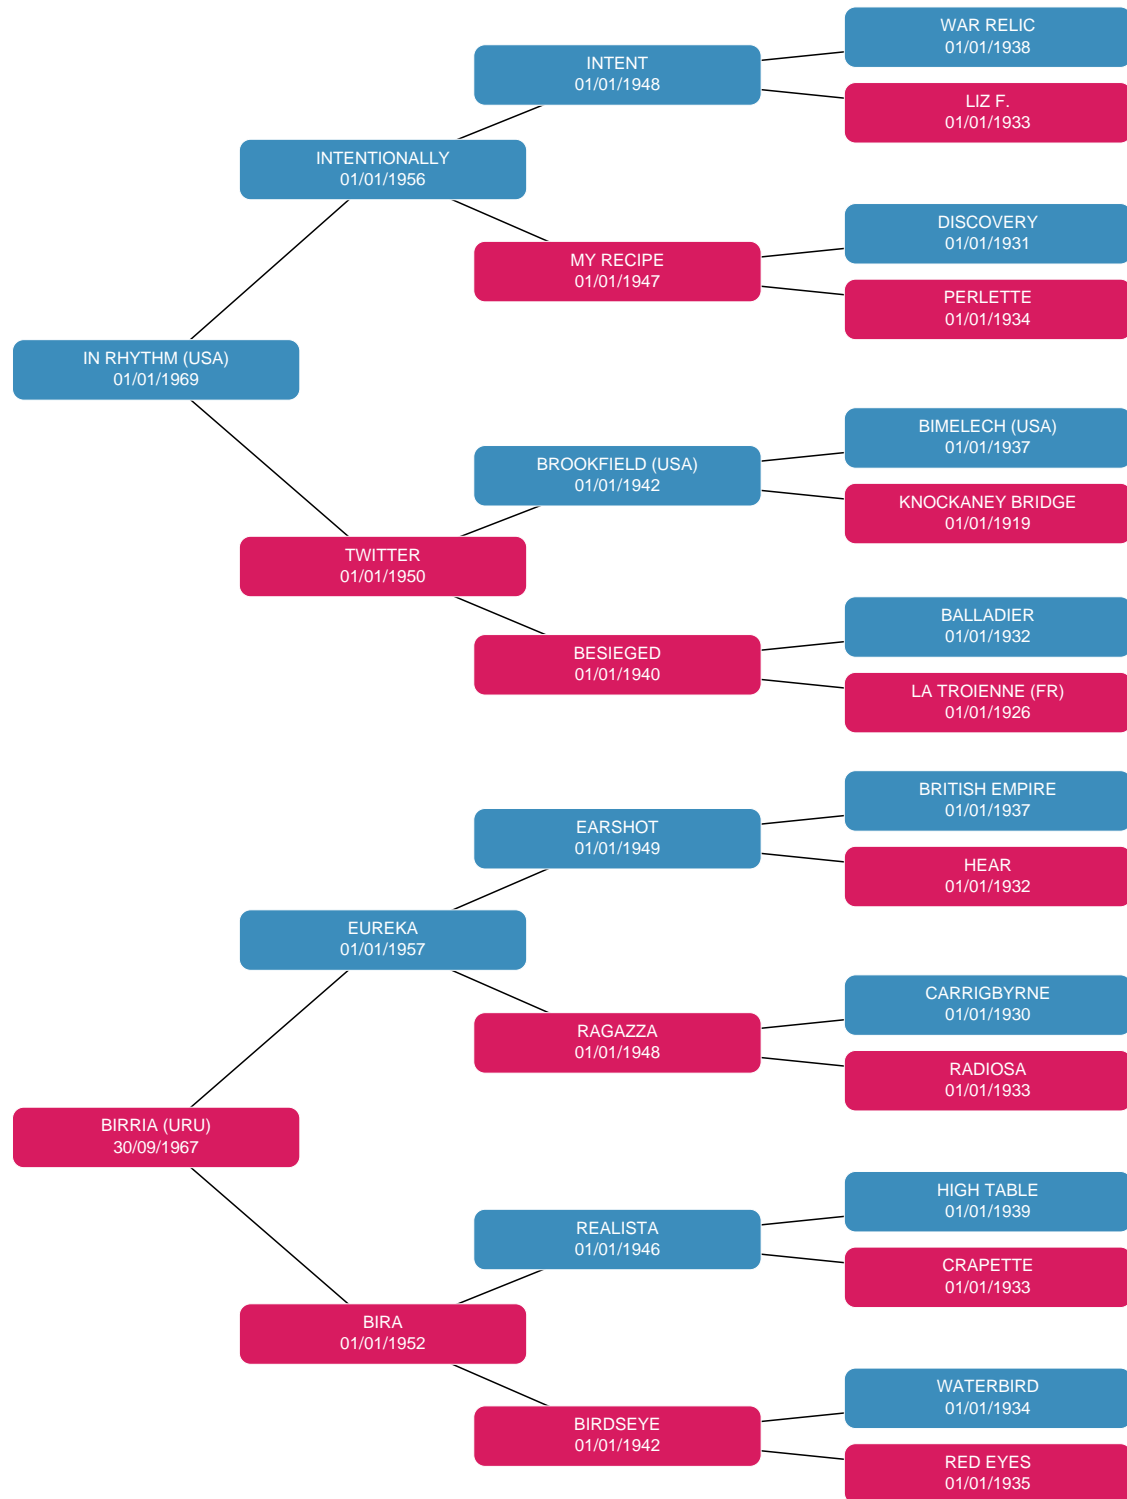 WAR RELIC
01/01/1938
INTENT
01/01/1948
LIZ F.
01/01/1933
INTENTIONALLY
01/01/1956
DISCOVERY
01/01/1931
MY RECIPE
01/01/1947
PERLETTE
01/01/1934
IN RHYTHM (USA)
01/01/1969
BIMELECH (USA)
01/01/1937
BROOKFIELD (USA)
01/01/1942
KNOCKANEY BRIDGE
01/01/1919
TWITTER
01/01/1950
BALLADIER
01/01/1932
BESIEGED
01/01/1940
LA TROIENNE (FR)
01/01/1926
BRITISH EMPIRE
01/01/1937
EARSHOT
01/01/1949
HEAR
01/01/1932
EUREKA
01/01/1957
CARRIGBYRNE
01/01/1930
RAGAZZA
01/01/1948
RADIOSA
01/01/1933
BIRRIA (URU)
30/09/1967
HIGH TABLE
01/01/1939
REALISTA
01/01/1946
CRAPETTE
01/01/1933
BIRA
01/01/1952
WATERBIRD
01/01/1934
BIRDSEYE
01/01/1942
RED EYES
01/01/1935